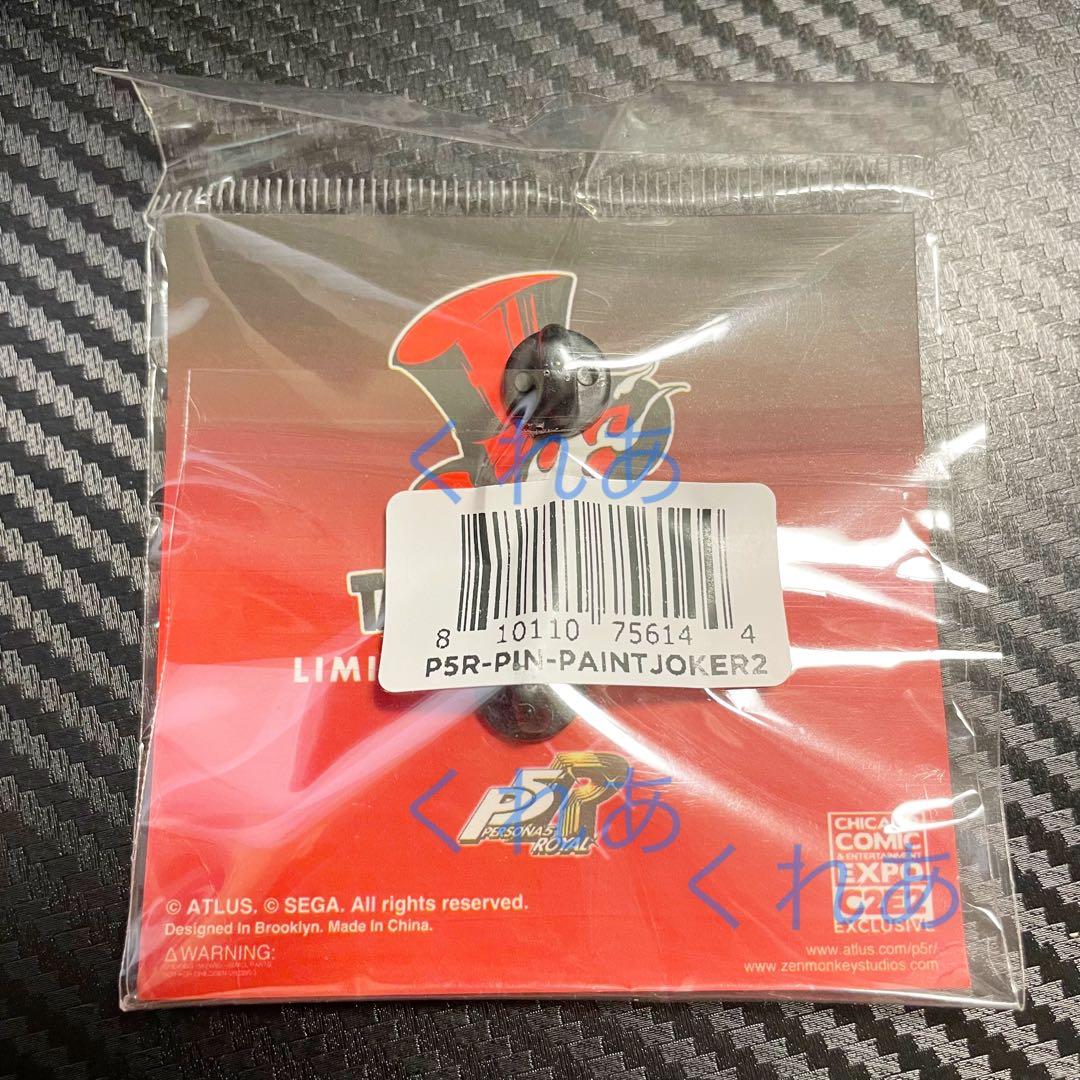 くれあ
8 10110 75614 4
P5R-PIN-PAINTJOKER2
LIMI
P5R
PERSONA5
ROYAL
くれあ
くれあ
CHICAGO
COMIC
& ENTERTAINMENT
EXPO
C2E2
EXCLUSIVE
© ATLUS. © SEGA. All rights reserved.
Designed In Brooklyn. Made In China.
⚠WARNING:
www.atlus.com/p5r/
www.zenmonkeystudios.com